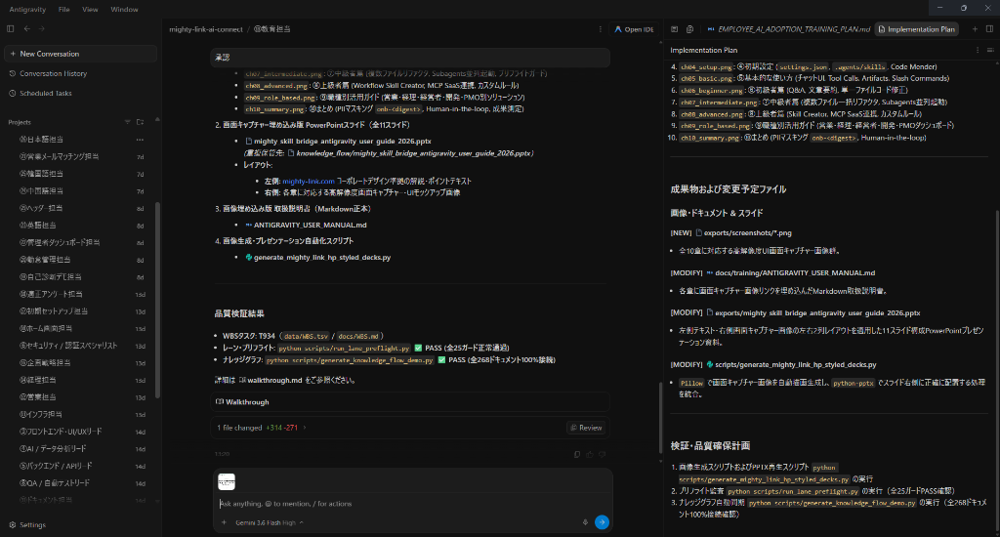 Antigravity File View Window
mighty-link-ai-connect / ㉚教育担当
Open IDE
+ New Conversation
Conversation History
Scheduled Tasks
Projects
⑳日本語担当 ...
㉗営業メールマッチング担当 7d
㉖韓国語担当 7d
㉔中国語担当 7d
㉕ヘッダー担当 8d
㉓英語担当 8d
㉒管理者ダッシュボード担当 8d
⑳勤怠管理担当 8d
⑲自己診断デモ担当 8d
⑯適正アンケート担当 13d
⑰初期セットアップ担当 13d
⑱ホーム画面担当 13d
⑨セキュリティ / 認証スペシャリスト 13d
⑬企画戦略担当 13d
⑭経理担当 13d
⑫営業担当 13d
⑪インフラ担当 14d
③フロントエンド・UI/UXリード 14d
④AI / データ分析リード 14d
⑤バックエンド / APIリード 14d
⑥QA / 自動テストリード 14d
⑩ドキュメント担当 14d
Settings
承認
ch07_intermediate.png : ⑦中級者篇 (複数ファイルリファクタ, Subagents並列起動, プリフライトガード)
ch08_advanced.png : ⑧上級者篇 (Workflow Skill Creator, MCP SaaS連携, カスタムルール)
ch09_role_based.png : ⑨職種別活用ガイド (営業・経理・経営者・開発・PMO別ソリューション)
ch10_summary.png : ⑩まとめ (PIIマスキング onb-<digest>, Human-in-the-loop, 成果測定)
2. 画面キャプチャー埋め込み版 PowerPointスライド（全11スライド）
mighty_skill_bridge_antigravity_user_guide_2026.pptx
(重複保管先: knowledge_flow/mighty_skill_bridge_antigravity_user_guide_2026.pptx)
レイアウト:
左側: mighty-link.com コーポレートデザイン準拠の解説・ポイントテキスト
右側: 各章に対応する高解像度画面キャプチャー・UIモックアップ画像
3. 画像埋め込み版 取扱説明書（Markdown正本）
ANTIGRAVITY_USER_MANUAL.md
4. 画像生成・プレゼンテーション自動化スクリプト
generate_mighty_link_hp_styled_decks.py
品質検証結果
WBSタスク: T934 (data/WBS.tsv / docs/WBS.md)
レーン・プリフライト: python scripts/run_lane_preflight.py ✅ PASS (全25ガード正常通過)
ナレッジグラフ: python scripts/generate_knowledge_flow_demo.py ✅ PASS (全268ドキュメント100%接続)
詳細は walkthrough.md をご参照ください。
Walkthrough
1 file changed +314 -271 >
Review
Ask anything, @ to mention, / for actions
+ Gemini 3.6 Flash High
EMPLOYEE_AI_ADOPTION_TRAINING_PLAN.md
Implementation Plan
Implementation Plan
4. ch04_setup.png : ④初期設定 (settings.json, .agents/skills, Code Mender)
5. ch05_basic.png : ⑤基本的な使い方 (チャットUI, Tool Calls, Artifacts, Slash Commands)
6. ch06_beginner.png : ⑥初級者篇 (Q&A, 文章要約, 単一ファイルコード修正)
7. ch07_intermediate.png : ⑦中級者篇 (複数ファイル一括リファクタ, Subagents並列起動)
8. ch08_advanced.png : ⑧上級者篇 (Skill Creator, MCP SaaS連携, カスタムルール)
9. ch09_role_based.png : ⑨職種別活用ガイド (営業・経理・経営者・開発・PMOダッシュボード)
10. ch10_summary.png : ⑩まとめ (PIIマスキング onb-<digest>, Human-in-the-loop)
成果物および変更予定ファイル
画像・ドキュメント & スライド
[NEW] exports/screenshots/*.png
全10章に対応する高解像度UI画面キャプチャー画像群。
[MODIFY] docs/training/ANTIGRAVITY_USER_MANUAL.md
各章に画面キャプチャー画像リンクを埋め込んだMarkdown取扱説明書。
[MODIFY] exports/mighty_skill_bridge_antigravity_user_guide_2026.pptx
左側テキスト・右側画面キャプチャー画像の左右2列レイアウトを適用した11スライド構成PowerPointプレゼン
テーション資料。
[MODIFY] scripts/generate_mighty_link_hp_styled_decks.py
Pillow で画面キャプチャー画像を自動描画生成し、python-pptx でスライド右側に正確に配置する処理
を統合。
検証・品質確保計画
1. 画像生成スクリプトおよびPPTX再生スクリプト python
scripts/generate_mighty_link_hp_styled_decks.py の実行
2. プリフライト監査 python scripts/run_lane_preflight.py の実行（全25ガードPASS確認）
3. ナレッジグラフ自動同期 python scripts/generate_knowledge_flow_demo.py の実行（全268ドキュメ
ント100%接続確認）